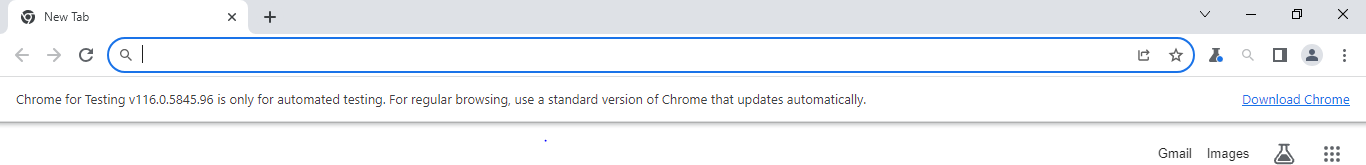 New Tab
Chrome for Testing v116.0.5845.96 is only for automated testing. For regular browsing, use a standard version of Chrome that updates automatically. Download Chrome
Gmail Images